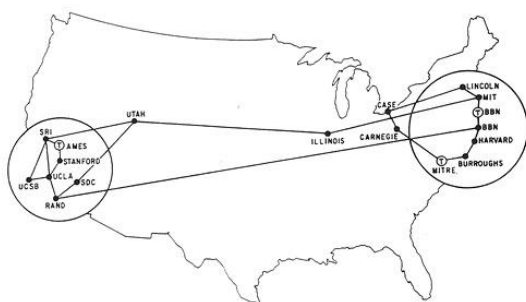 LINCOLN
CASE
MIT
T BBN
UTAH
BBN
SRI
ILLINOIS
CARNEGIE
HARVARD
T AMES
STANFORD
T
BURROUGHS
MITRE
UCLA
SDC
UCSB
RAND